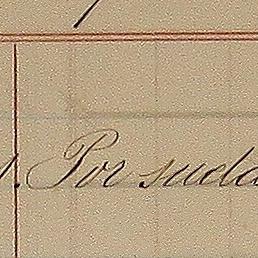 . Por sueld